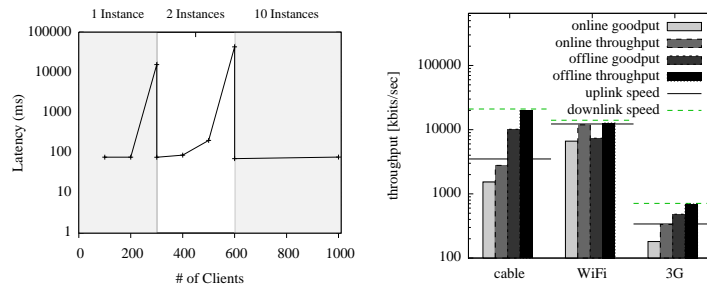 1 Instance 2 Instances 10 Instances
100000
10000
1000
100
10
1
Latency (ms)
0 200 400 600 800 1000
# of Clients
online goodput
online throughput
offline goodput
offline throughput
uplink speed
downlink speed
100000
10000
1000
100
throughput [kbits/sec]
cable WiFi 3G